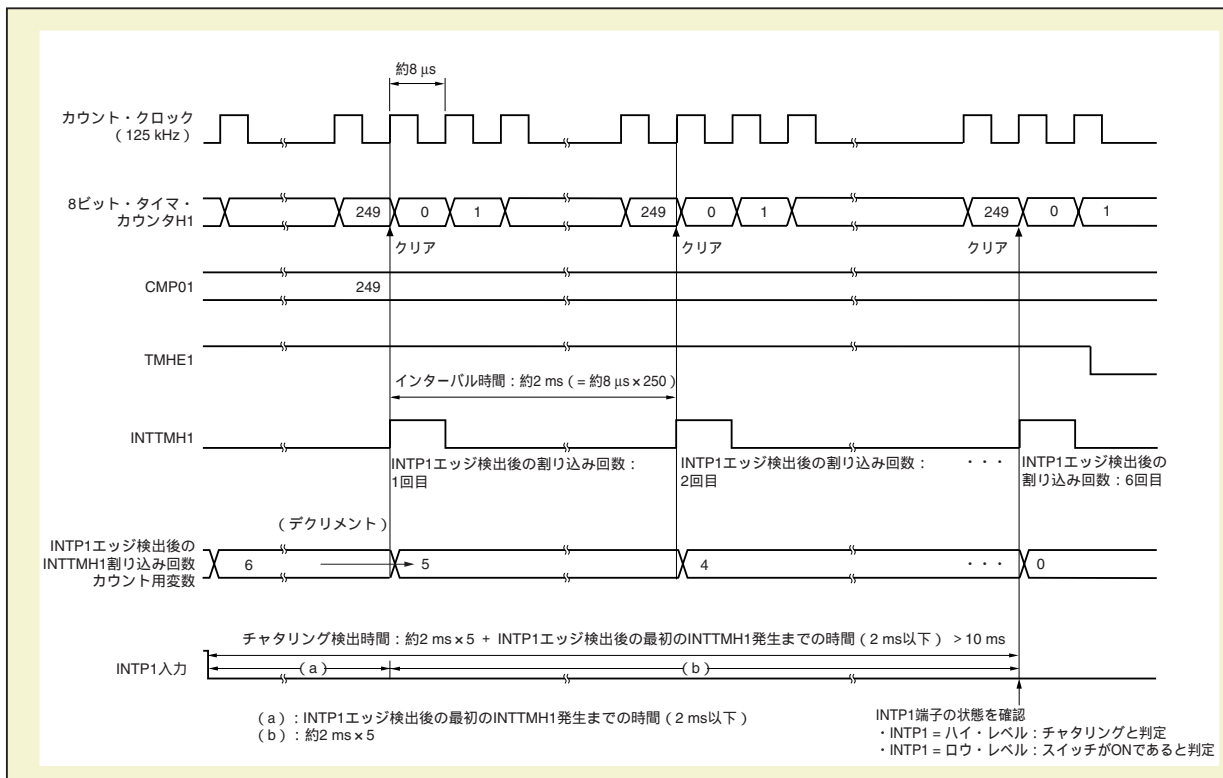 約8 μs
カウント・クロック
（125 kHz）
8ビット・タイマ・
カウンタH1
249
0
1
249
0
1
249
0
1
クリア
クリア
クリア
CMP01
249
TMHE1
インターバル時間：約2 ms（= 約8 μs×250）
INTTMH1
INTP1エッジ検出後の割り込み回数：
1回目
INTP1エッジ検出後の割り込み回数：
2回目
・・・
INTP1エッジ検出後の
割り込み回数：6回目
（デクリメント）
INTP1エッジ検出後の
INTTMH1割り込み回数
カウント用変数
6
5
4
・・・
0
チャタリング検出時間：約2 ms×5 + INTP1エッジ検出後の最初のINTTMH1発生までの時間（2 ms以下）＞10 ms
INTP1入力
（a）
（b）
（a）：INTP1エッジ検出後の最初のINTTMH1発生までの時間（2 ms以下）
（b）：約2 ms×5
INTP1端子の状態を確認
・INTP1 = ハイ・レベル：チャタリングと判定
・INTP1 = ロウ・レベル：スイッチがONであると判定